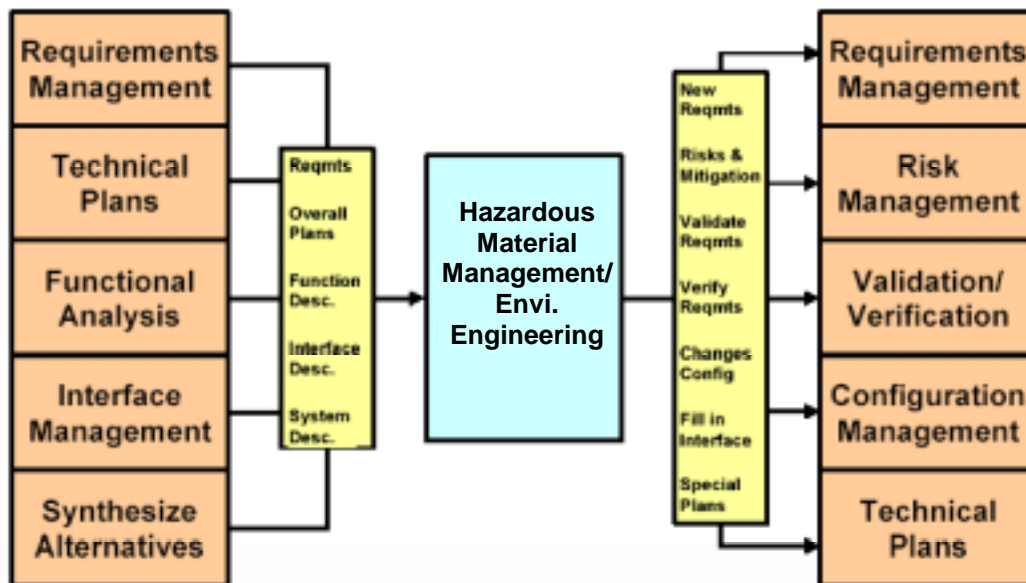 Requirements
Management
Technical
Plans
Functional
Analysis
Interface
Management
Synthesize
Alternatives
Reqmts
Overall
Plans
Function
Desc.
Interface
Desc.
System
Desc.
Hazardous
Material
Management/
Envi.
Engineering
New
Reqmts
Risks &
Mitigation
Validate
Reqmts
Verify
Reqmts
Changes
Config
Fill in
Interface
Special
Plans
Requirements
Management
Risk
Management
Validation/
Verification
Configuration
Management
Technical
Plans